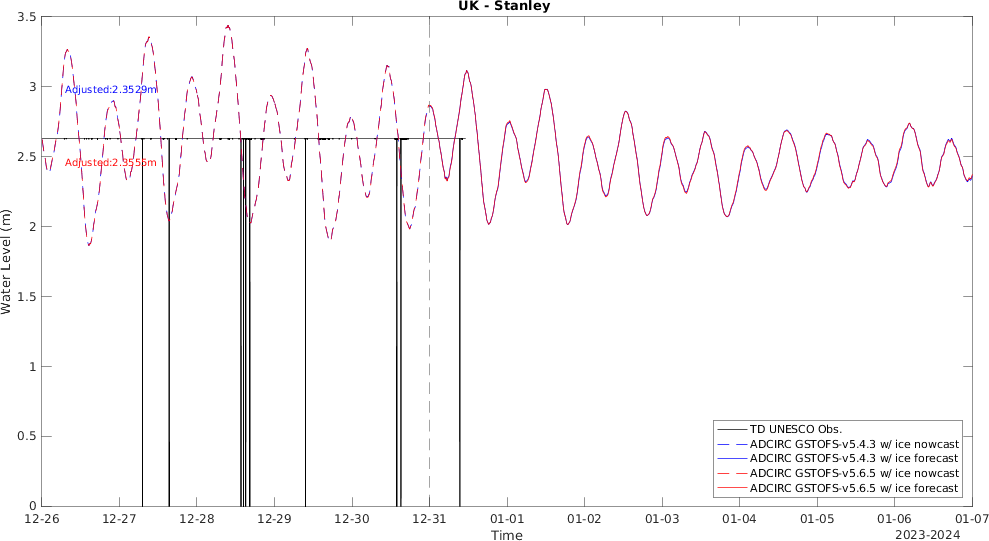 UK - Stanley
3.5
3
2.5
2
1.5
1
0.5
0
Water Level (m)
Adjusted:2.3529m
Adjusted:2.3555m
TD UNESCO Obs.
ADCIRC GSTOFS-v5.4.3 w/ ice nowcast
ADCIRC GSTOFS-v5.4.3 w/ ice forecast
ADCIRC GSTOFS-v5.6.5 w/ ice nowcast
ADCIRC GSTOFS-v5.6.5 w/ ice forecast
12-26 12-27 12-28 12-29 12-30 12-31 01-01 01-02 01-03 01-04 01-05 01-06 01-07
Time
2023-2024